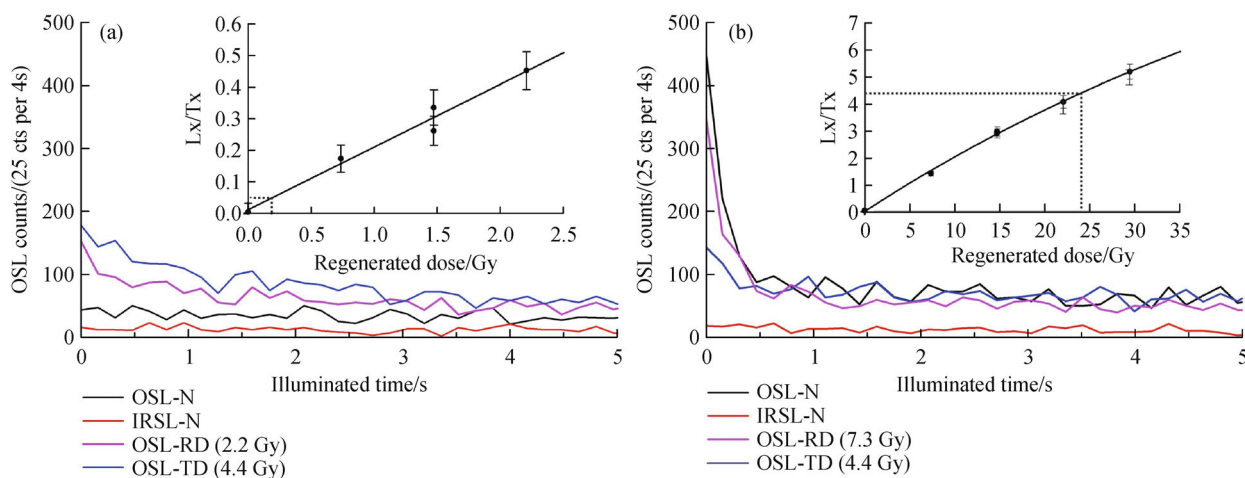 (a)
OSL counts/(25 cts per 4s)
500
400
300
200
100
0
0 1 2 3 4 5
Illuminated time/s
Lx/Tx
0.6
0.5
0.4
0.3
0.2
0.1
0.0
0.0 0.5 1.0 1.5 2.0 2.5
Regenerated dose/Gy
OSL-N
IRSL-N
OSL-RD (2.2 Gy)
OSL-TD (4.4 Gy)
(b)
OSL counts/(25 cts per 4s)
500
400
300
200
100
0
0 1 2 3 4 5
Illuminated time/s
Lx/Tx
7
6
5
4
3
2
1
0
0 5 10 15 20 25 30 35
Regenerated dose/Gy
OSL-N
IRSL-N
OSL-RD (7.3 Gy)
OSL-TD (4.4 Gy)